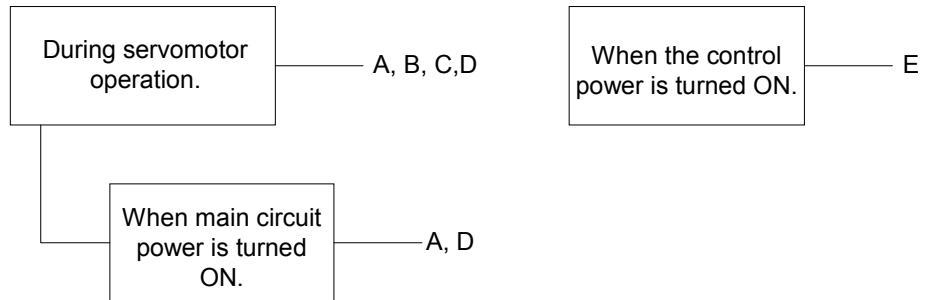 During servomotor
operation.
A, B, C,D
When the control
power is turned ON.
E
When main circuit
power is turned
ON.
A, D